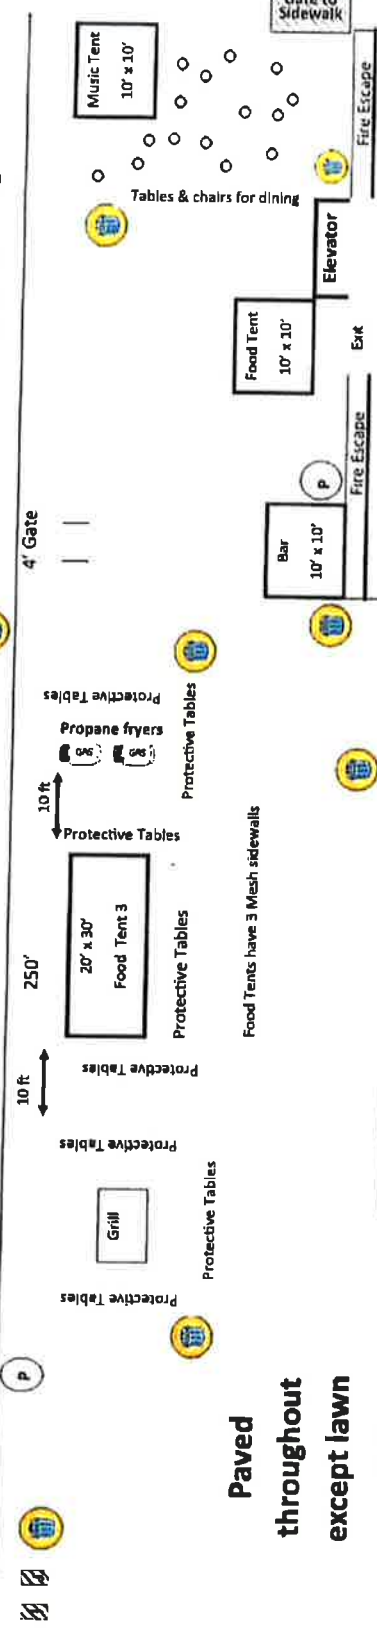 Gate to
Sidewalk
Music Tent
10' x 10'
Fire Escape
Tables & chairs for dining
Elevator
Food Tent
10' x 10'
Exit
Fire Escape
P
Bar
10' x 10'
4' Gate
Protective Tables
Propane fryers
GAS
GAS
Protective Tables
10 ft
Protective Tables
250'
20' x 30'
Food Tent 3
Protective Tables
Food Tents have 3 Mesh sidewalls
10 ft
Protective Tables
Protective Tables
Grill
Protective Tables
Protective Tables
P
Paved
throughout
except lawn